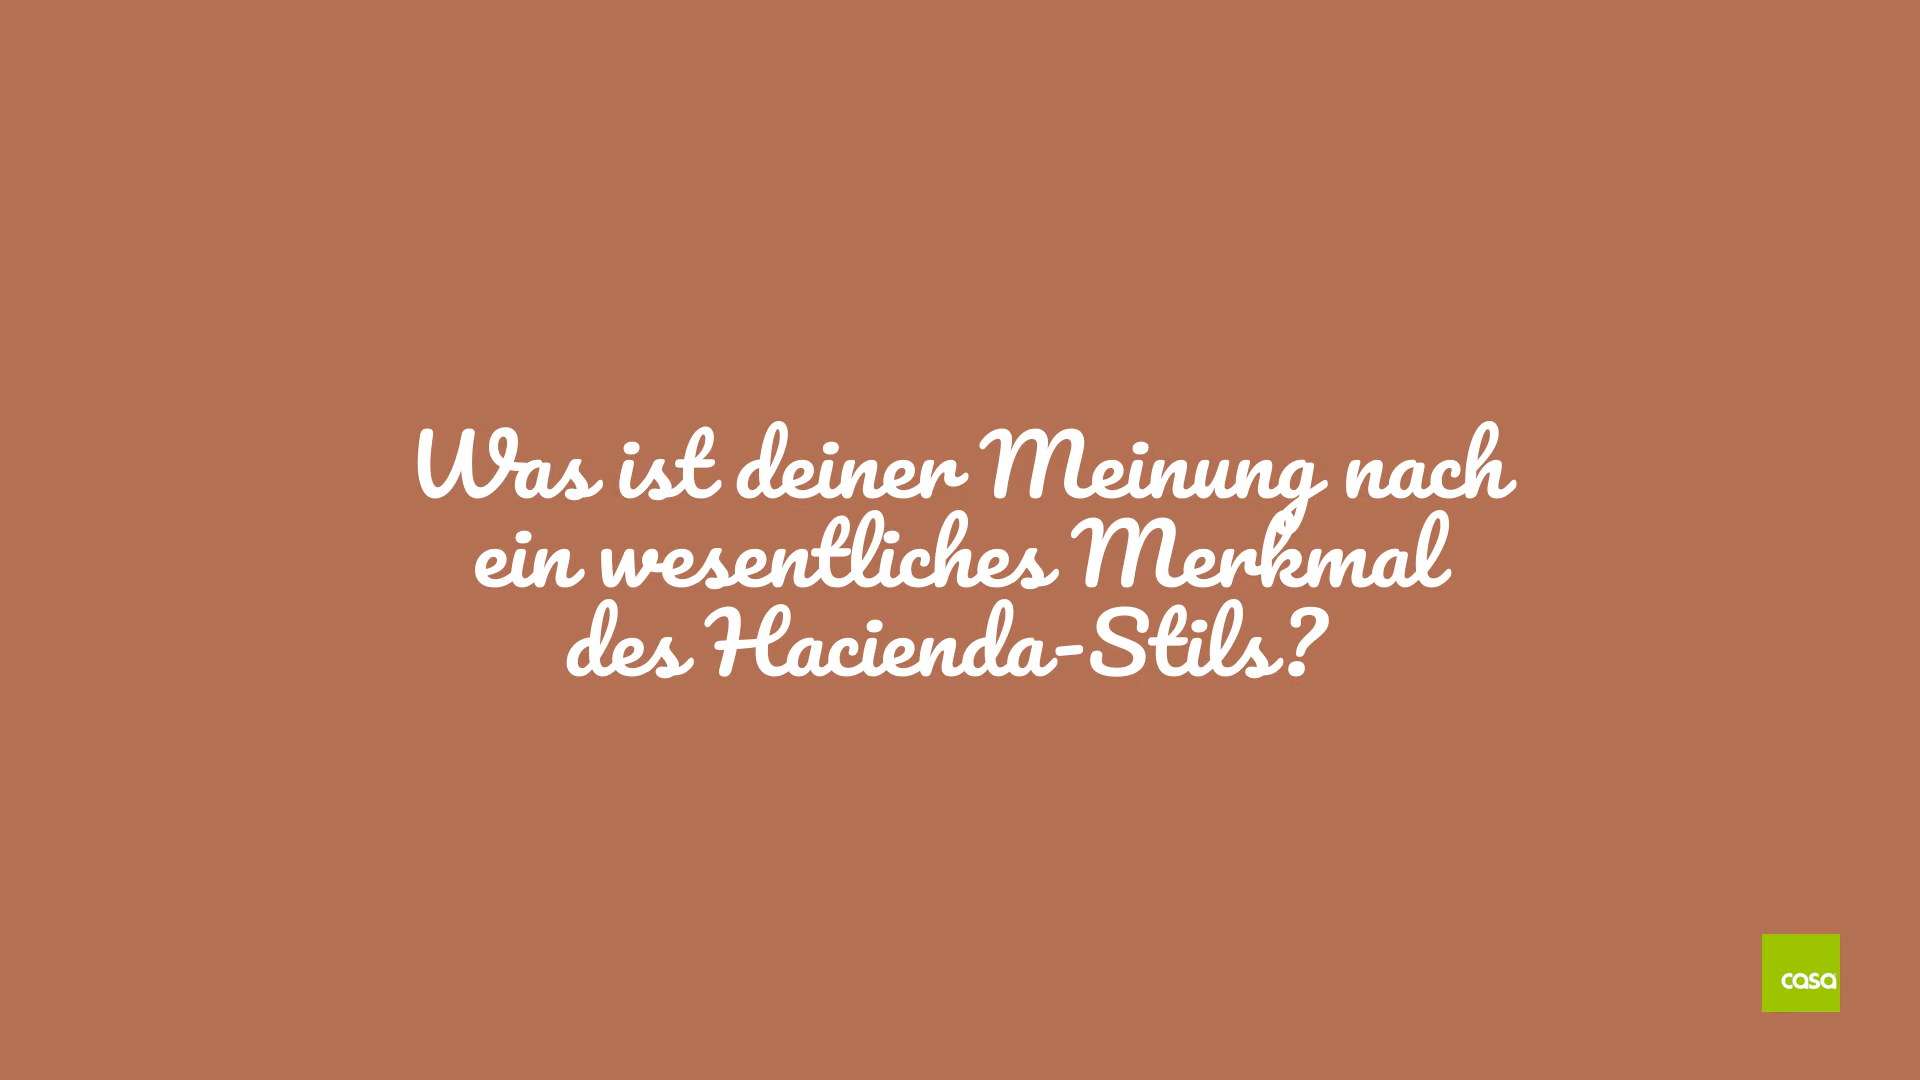 Was ist deiner Meinung nach
ein wesentliches Merkmal
des Hacienda-Stils?
casa